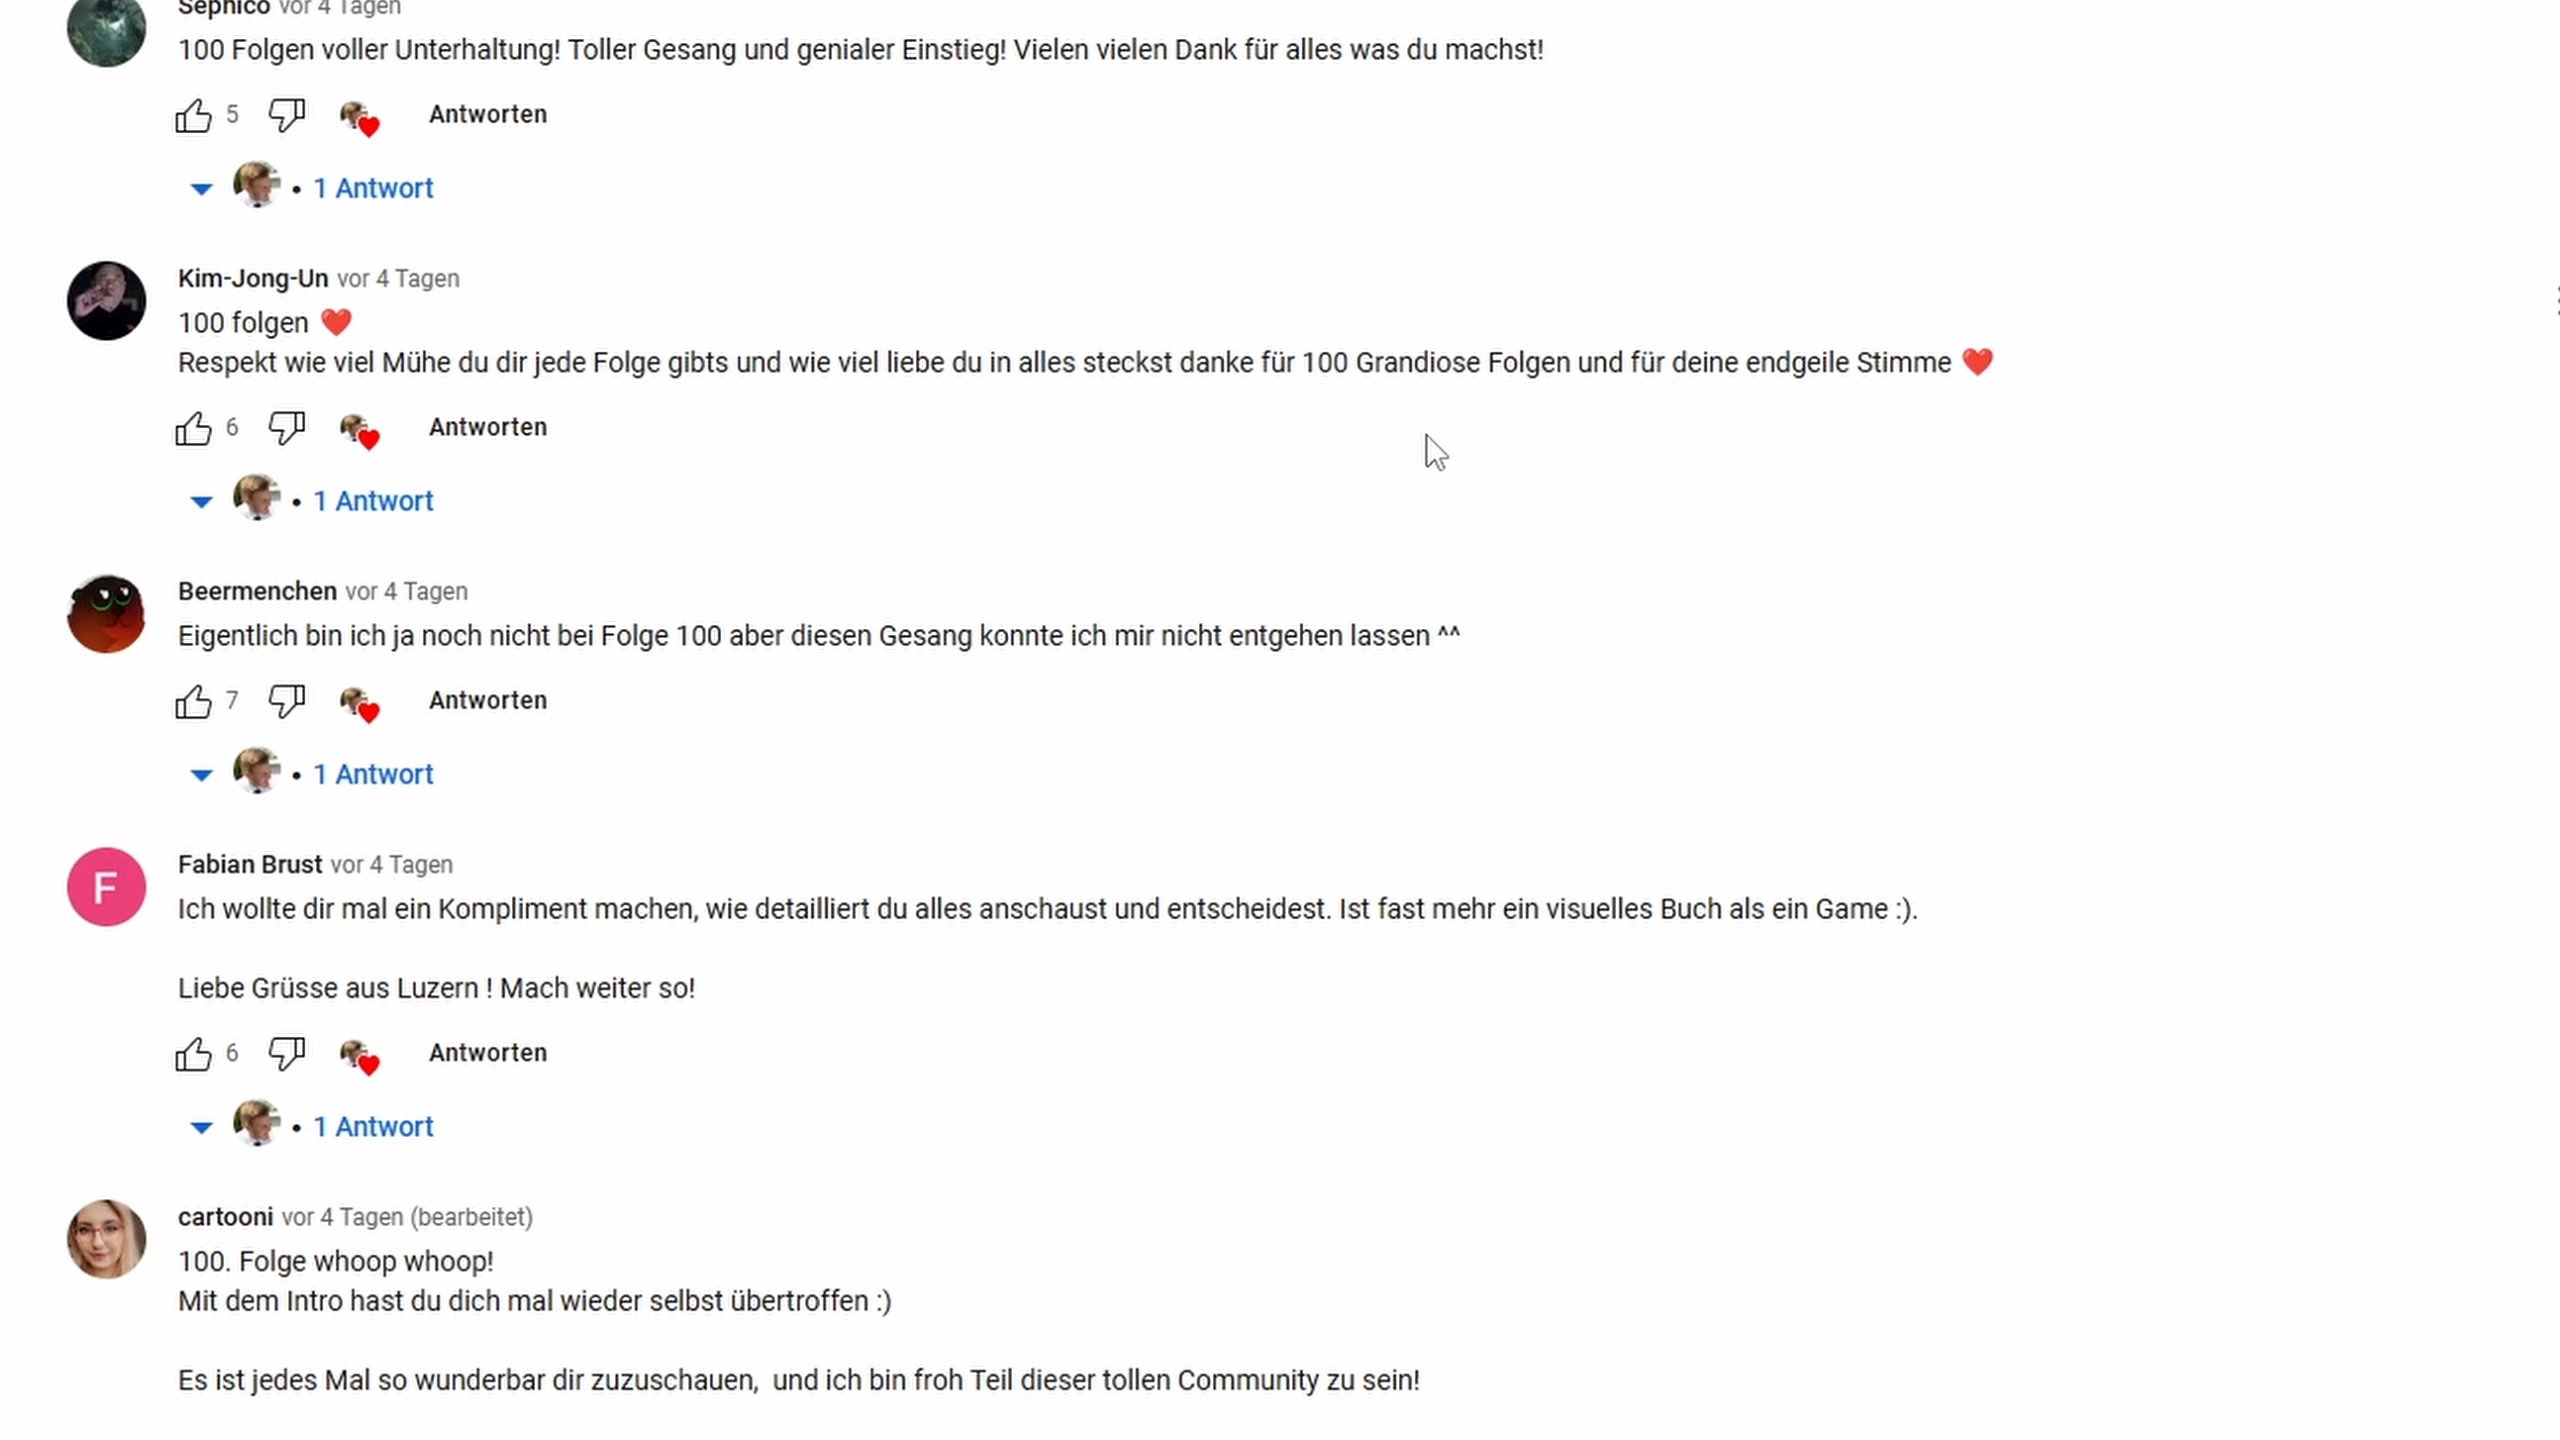 Sephico vor 4 Tagen
100 Folgen voller Unterhaltung! Toller Gesang und genialer Einstieg! Vielen vielen Dank für alles was du machst!
5 Antworten
• 1 Antwort
Kim-Jong-Un vor 4 Tagen
100 folgen ❤️
Respekt wie viel Mühe du dir jede Folge gibts und wie viel liebe du in alles steckst danke für 100 Grandiose Folgen und für deine endgeile Stimme ❤️
6 Antworten
• 1 Antwort
Beermenchen vor 4 Tagen
Eigentlich bin ich ja noch nicht bei Folge 100 aber diesen Gesang konnte ich mir nicht entgehen lassen ^^
7 Antworten
• 1 Antwort
F
Fabian Brust vor 4 Tagen
Ich wollte dir mal ein Kompliment machen, wie detailliert du alles anschaust und entscheidest. Ist fast mehr ein visuelles Buch als ein Game :).
Liebe Grüsse aus Luzern ! Mach weiter so!
6 Antworten
• 1 Antwort
cartooni vor 4 Tagen (bearbeitet)
100. Folge whoop whoop!
Mit dem Intro hast du dich mal wieder selbst übertroffen :)
Es ist jedes Mal so wunderbar dir zuzuschauen,  und ich bin froh Teil dieser tollen Community zu sein!